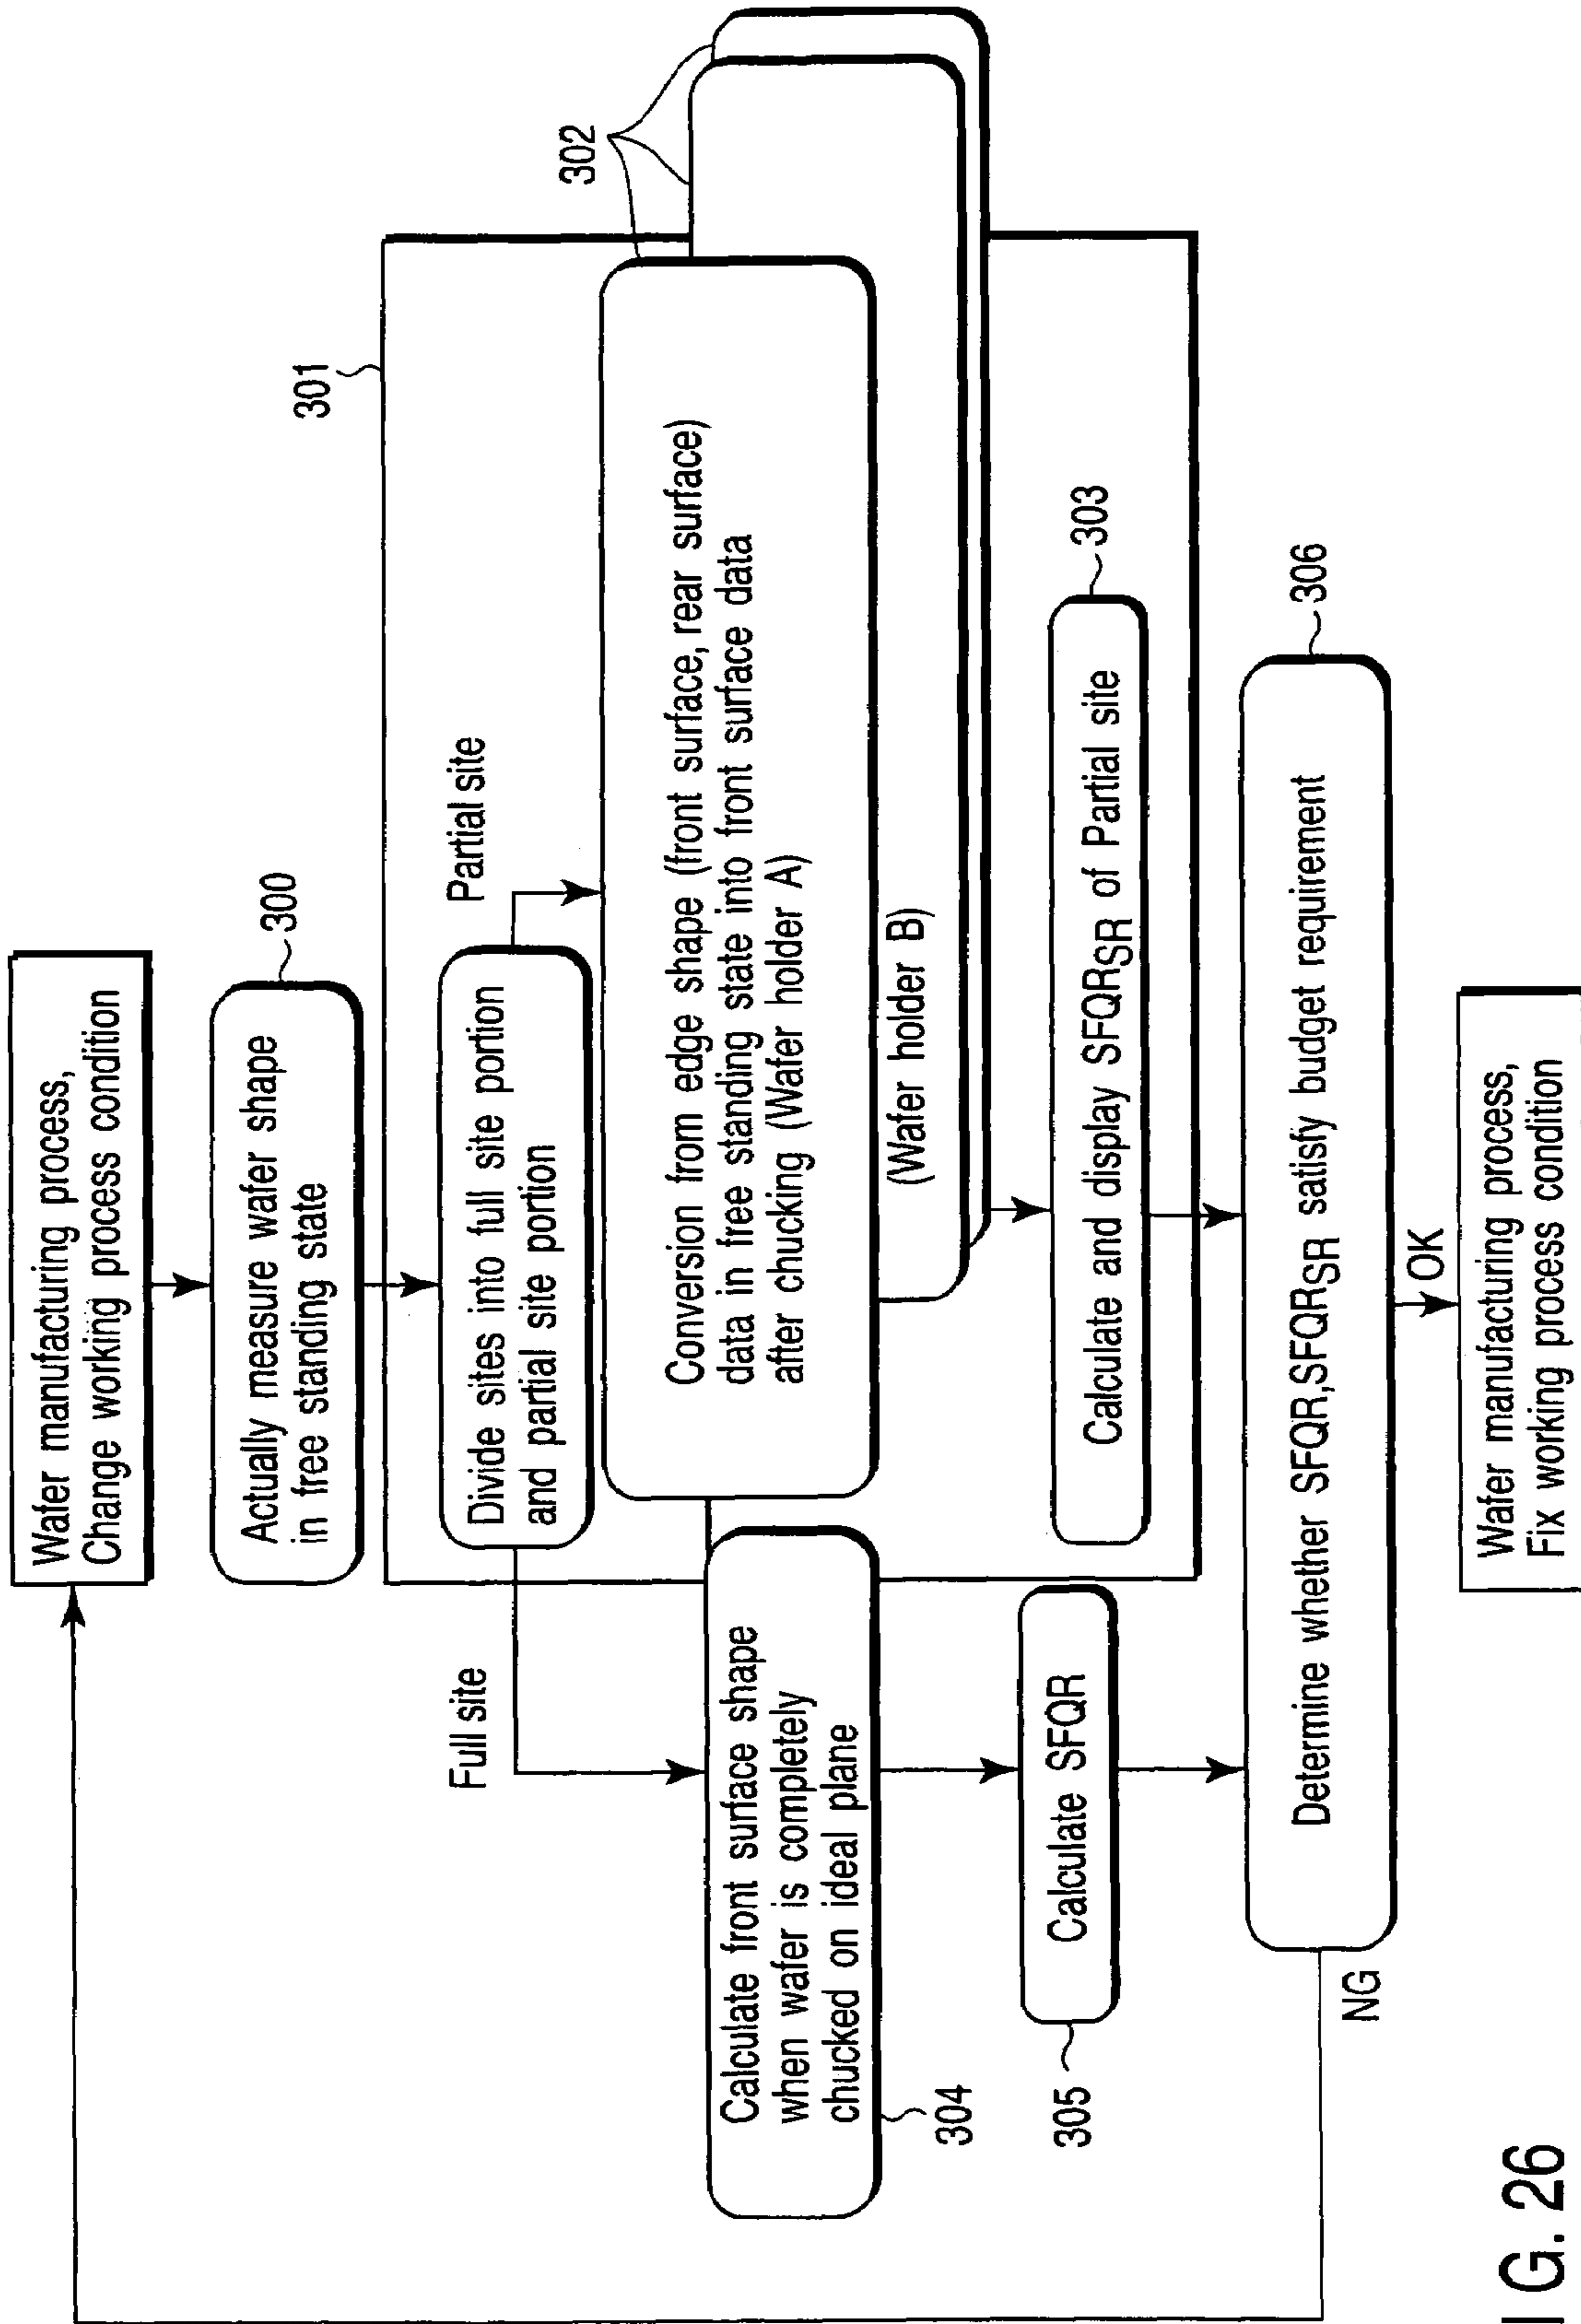 Wafer manufacturing process,
Change working process condition
300
Actually measure wafer shape
in free standing state
301
Divide sites into full site portion
and partial site portion
Full site
Partial site
302
Conversion from edge shape (front surface, rear surface)
data in free standing state into front surface data
after chucking (Wafer holder A)
(Wafer holder B)
Calculate front surface shape
when wafer is completely
chucked on ideal plane
304
303
Calculate and display SFQRSR of Partial site
Calculate SFQR
305
306
Determine whether SFQR,SFQRSR satisfy budget requirement
NG
OK
Wafer manufacturing process,
Fix working process condition
IG. 26